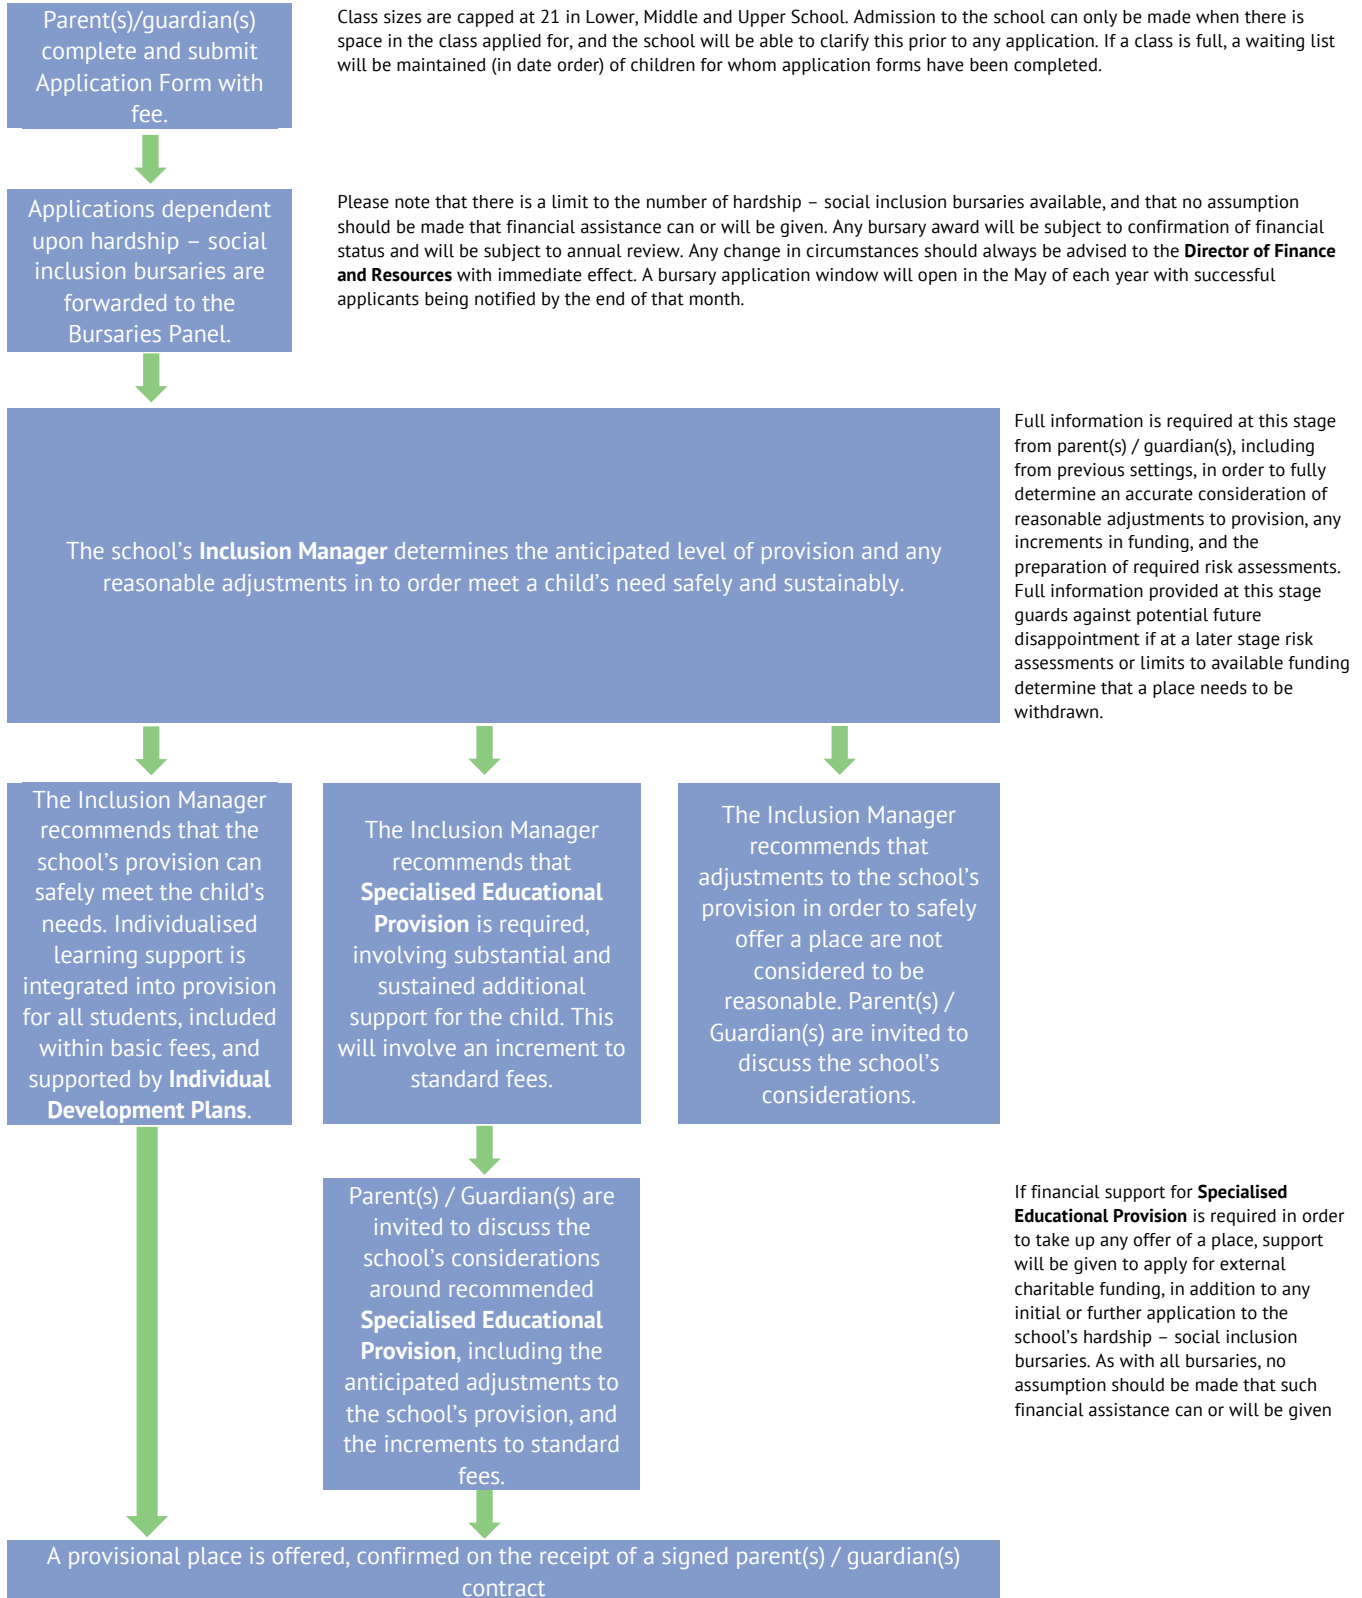 Parent(s)/guardian(s)
complete and submit
Application Form with
fee.
Class sizes are capped at 21 in Lower, Middle and Upper School. Admission to the school can only be made when there is
space in the class applied for, and the school will be able to clarify this prior to any application. If a class is full, a waiting list
will be maintained (in date order) of children for whom application forms have been completed.
Applications dependent
upon hardship – social
inclusion bursaries are
forwarded to the
Bursaries Panel.
Please note that there is a limit to the number of hardship – social inclusion bursaries available, and that no assumption
should be made that financial assistance can or will be given. Any bursary award will be subject to confirmation of financial
status and will be subject to annual review. Any change in circumstances should always be advised to the Director of Finance
and Resources with immediate effect. A bursary application window will open in the May of each year with successful
applicants being notified by the end of that month.
The school's Inclusion Manager determines the anticipated level of provision and any
reasonable adjustments in to order meet a child's need safely and sustainably.
Full information is required at this stage
from parent(s) / guardian(s), including
from previous settings, in order to fully
determine an accurate consideration of
reasonable adjustments to provision, any
increments in funding, and the
preparation of required risk assessments.
Full information provided at this stage
guards against potential future
disappointment if at a later stage risk
assessments or limits to available funding
determine that a place needs to be
withdrawn.
The Inclusion Manager
recommends that the
school's provision can
safely meet the child's
needs. Individualised
learning support is
integrated into provision
for all students, included
within basic fees, and
supported by Individual
Development Plans.
The Inclusion Manager
recommends that
Specialised Educational
Provision is required,
involving substantial and
sustained additional
support for the child. This
will involve an increment to
standard fees.
The Inclusion Manager
recommends that
adjustments to the school's
provision in order to safely
offer a place are not
considered to be
reasonable. Parent(s) /
Guardian(s) are invited to
discuss the school's
considerations.
Parent(s) / Guardian(s) are
invited to discuss the
school's considerations
around recommended
Specialised Educational
Provision, including the
anticipated adjustments to
the school's provision, and
the increments to standard
fees.
If financial support for Specialised
Educational Provision is required in order
to take up any offer of a place, support
will be given to apply for external
charitable funding, in addition to any
initial or further application to the
school's hardship – social inclusion
bursaries. As with all bursaries, no
assumption should be made that such
financial assistance can or will be given
A provisional place is offered, confirmed on the receipt of a signed parent(s) / guardian(s)
contract